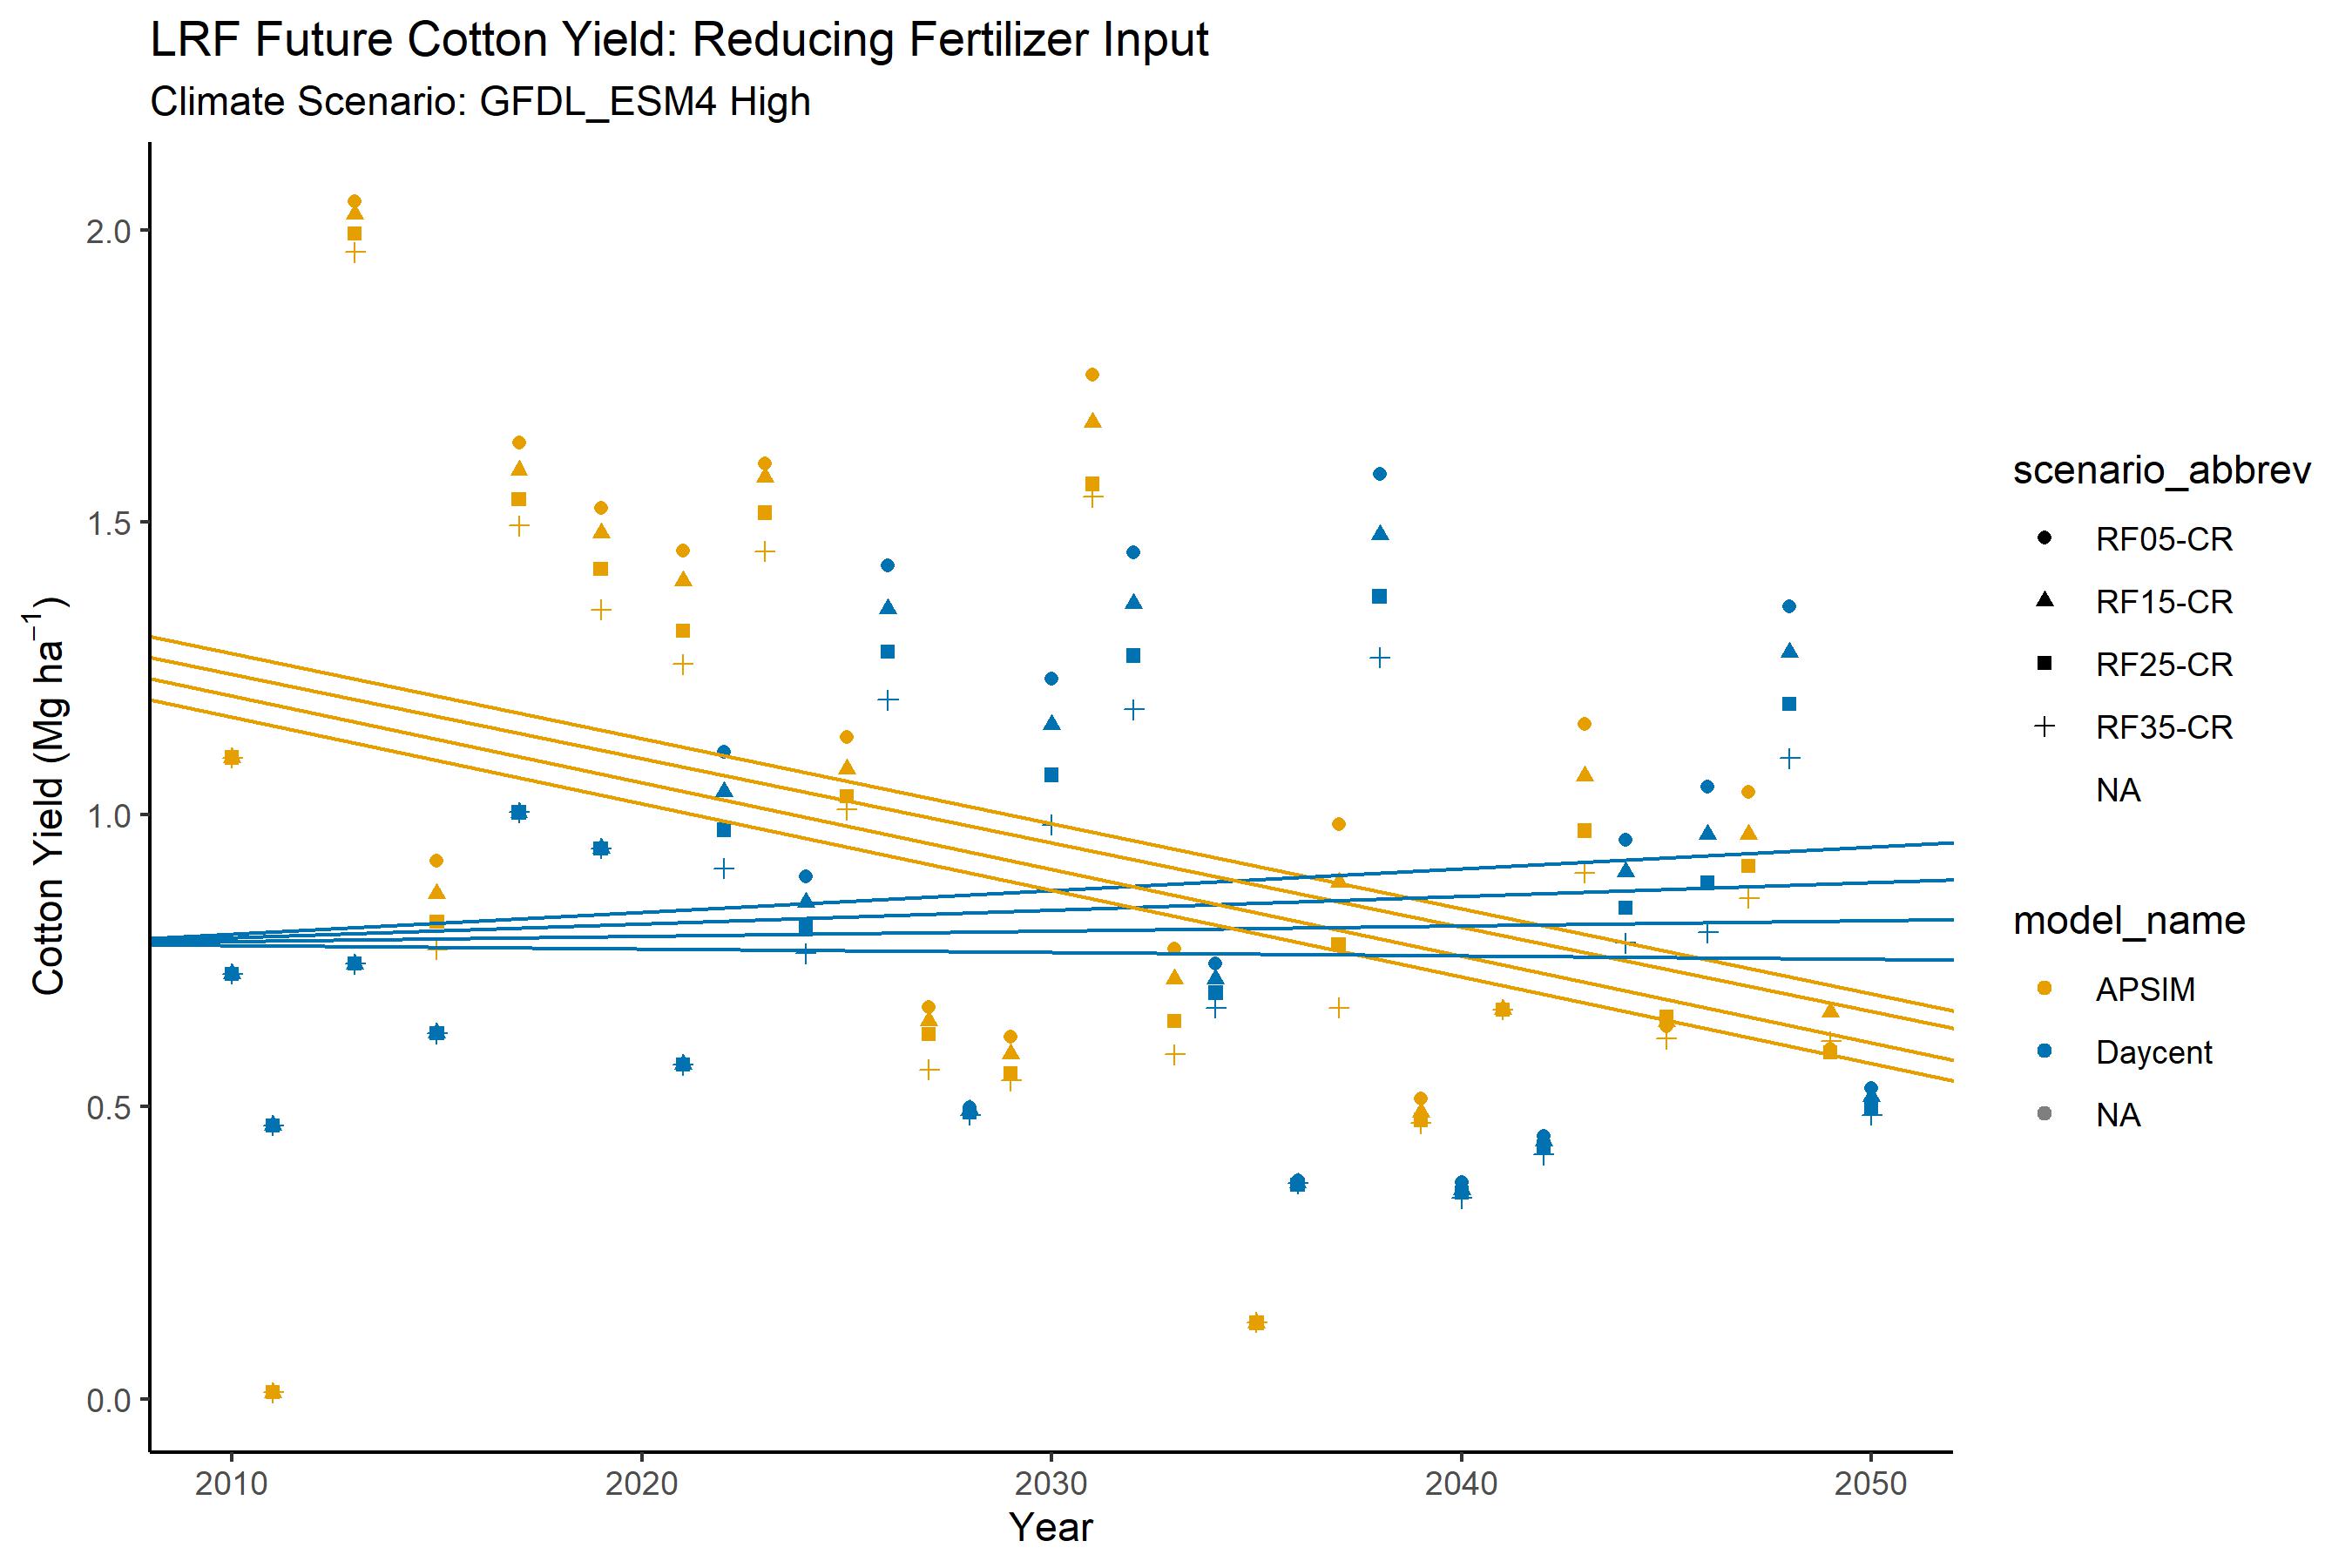 LRF Future Cotton Yield: Reducing Fertilizer Input
Climate Scenario: GFDL_ESM4 High
Cotton Yield (Mg ha⁻¹)
2.0
1.5
1.0
0.5
0.0
2010 2020 2030 2040 2050
Year
scenario_abbrev
RF05-CR
RF15-CR
RF25-CR
RF35-CR
NA
model_name
APSIM
Daycent
NA